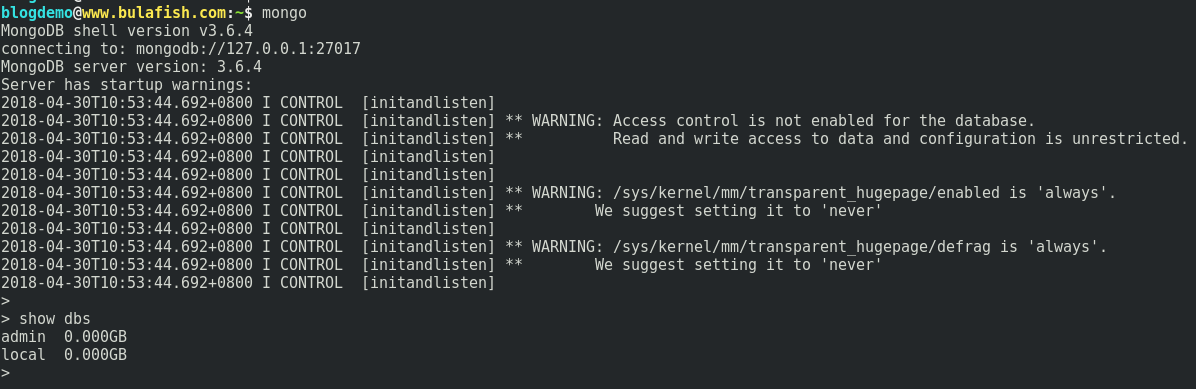 blogdemo@www.bulafish.com:~$ mongo
MongoDB shell version v3.6.4
connecting to: mongodb://127.0.0.1:27017
MongoDB server version: 3.6.4
Server has startup warnings:
2018-04-30T10:53:44.692+0800 I CONTROL  [initandlisten]
2018-04-30T10:53:44.692+0800 I CONTROL  [initandlisten] ** WARNING: Access control is not enabled for the database.
2018-04-30T10:53:44.692+0800 I CONTROL  [initandlisten] **          Read and write access to data and configuration is unrestricted.
2018-04-30T10:53:44.692+0800 I CONTROL  [initandlisten]
2018-04-30T10:53:44.692+0800 I CONTROL  [initandlisten]
2018-04-30T10:53:44.692+0800 I CONTROL  [initandlisten] ** WARNING: /sys/kernel/mm/transparent_hugepage/enabled is 'always'.
2018-04-30T10:53:44.692+0800 I CONTROL  [initandlisten] **        We suggest setting it to 'never'
2018-04-30T10:53:44.692+0800 I CONTROL  [initandlisten]
2018-04-30T10:53:44.692+0800 I CONTROL  [initandlisten] ** WARNING: /sys/kernel/mm/transparent_hugepage/defrag is 'always'.
2018-04-30T10:53:44.692+0800 I CONTROL  [initandlisten] **        We suggest setting it to 'never'
2018-04-30T10:53:44.692+0800 I CONTROL  [initandlisten]
>
> show dbs
admin  0.000GB
local  0.000GB
>